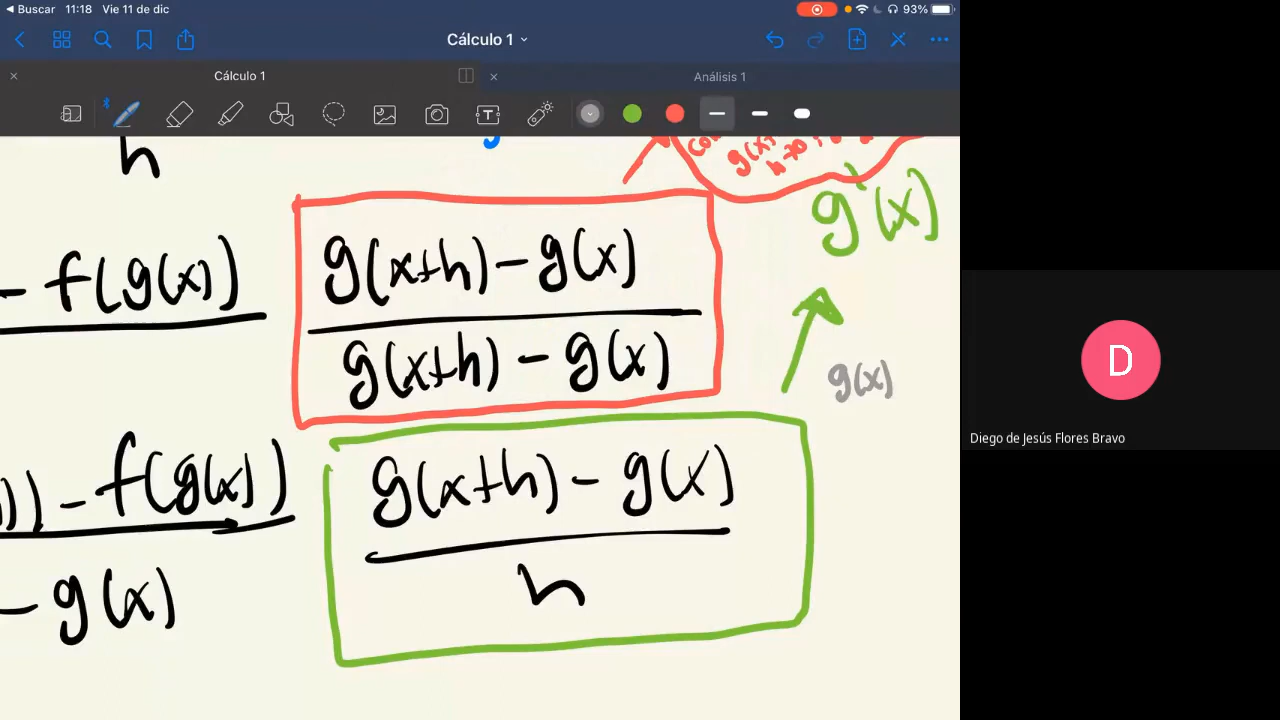 Buscar 11:18 Vie 11 de dic 93%
Cálculo 1
Cálculo 1 Análisis 1
h
g(x)
h→0
g'(x)
- f(g(x))
g(x+h) - g(x)
g(x+h) - g(x)
g(x)
)) - f(g(x))
- g(x)
g(x+h) - g(x)
h
D
Diego de Jesús Flores Bravo